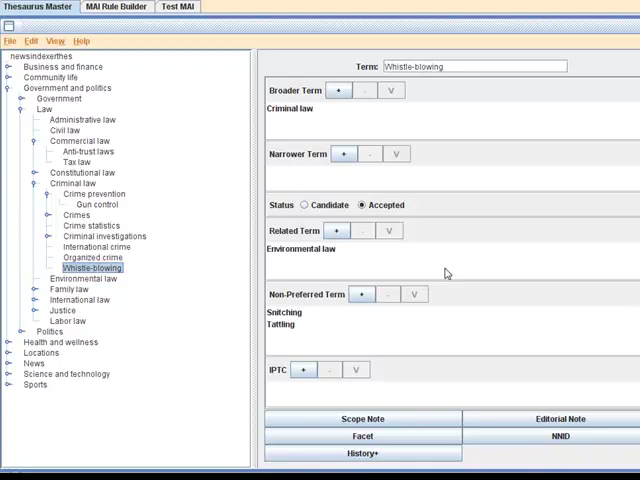 Thesaurus Master MAI Rule Builder Test MAI
File Edit View Help
newsindexerthes
Business and finance
Community life
Government and politics
Government
Law
Administrative law
Civil law
Commercial law
Anti-trust laws
Tax law
Constitutional law
Criminal law
Crime prevention
Gun control
Crimes
Crime statistics
Criminal investigations
International crime
Organized crime
Whistle-blowing
Environmental law
Family law
International law
Justice
Labor law
Politics
Health and wellness
Locations
News
Science and technology
Sports
Term: Whistle-blowing
Broader Term + - V
Criminal law
Narrower Term + - V
Status Candidate Accepted
Related Term + - V
Environmental law
Non-Preferred Term + - V
Snitching
Tattling
IPTC + - V
Scope Note Editorial Note
Facet NNID
History+